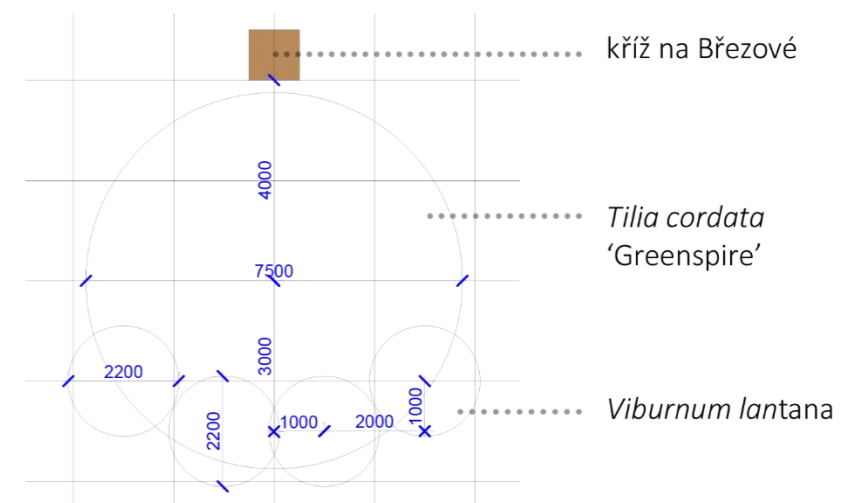 kříž na Březové
4000
Tilia cordata
‘Greenspire’
7500
3000
2200
2200
1000
2000
1000
Viburnum lantana